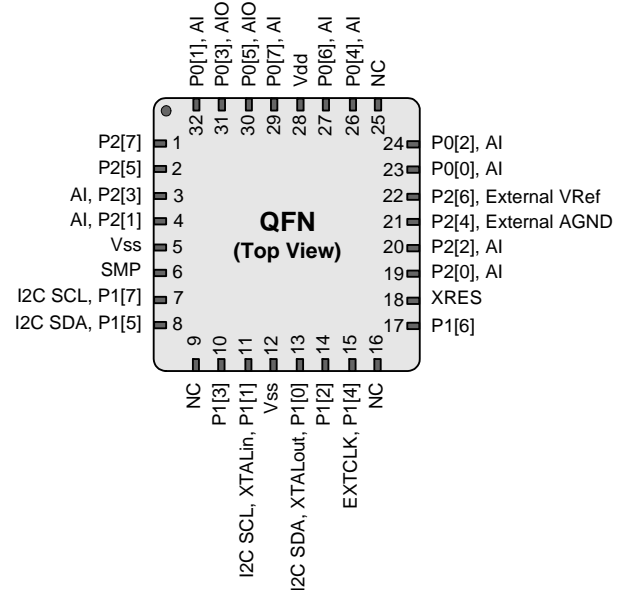 P0[1], AI
P0[3], AIO
P0[5], AIO
P0[7], AI
Vdd
P0[6], AI
P0[4], AI
NC
32
31
30
29
28
27
26
25
P2[7] 1
P2[5] 2
AI, P2[3] 3
AI, P2[1] 4
Vss 5
SMP 6
I2C SCL, P1[7] 7
I2C SDA, P1[5] 8
QFN
(Top View)
24 P0[2], AI
23 P0[0], AI
22 P2[6], External VRef
21 P2[4], External AGND
20 P2[2], AI
19 P2[0], AI
18 XRES
17 P1[6]
9
10
11
12
13
14
15
16
NC
P1[3]
I2C SCL, XTALin, P1[1]
Vss
I2C SDA, XTALout, P1[0]
P1[2]
EXTCLK, P1[4]
NC